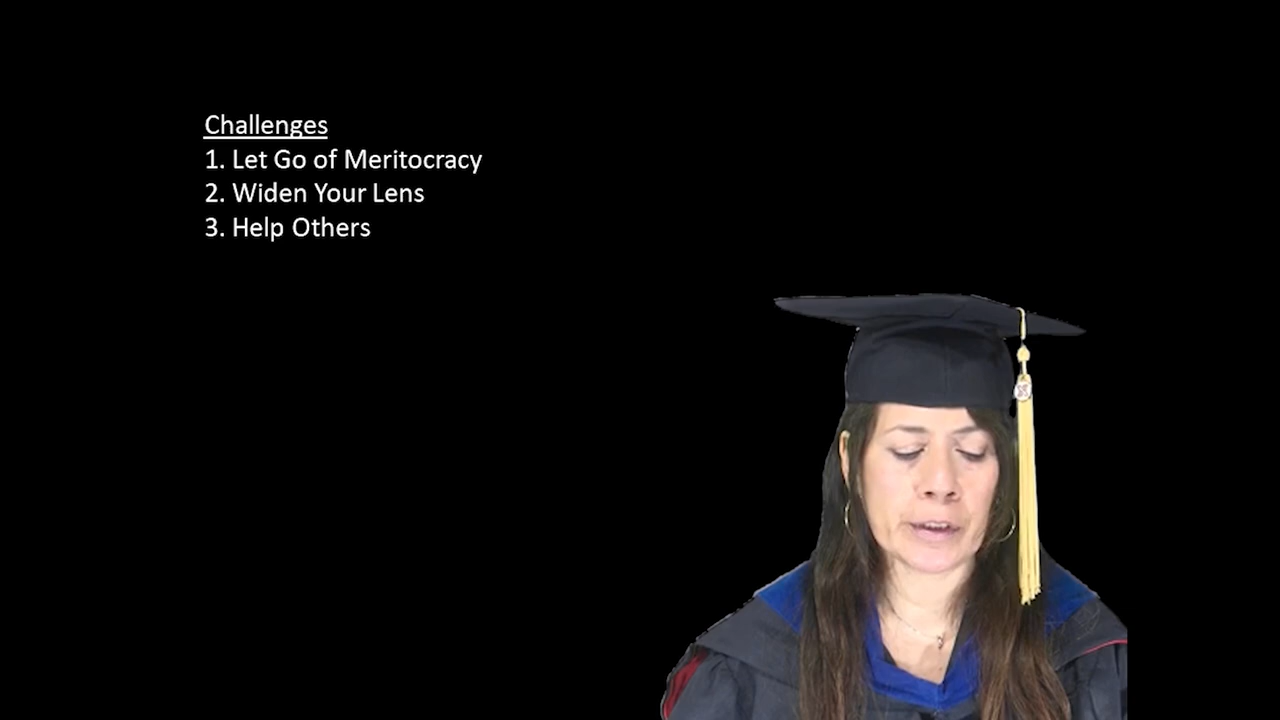 Challenges
1. Let Go of Meritocracy
2. Widen Your Lens
3. Help Others